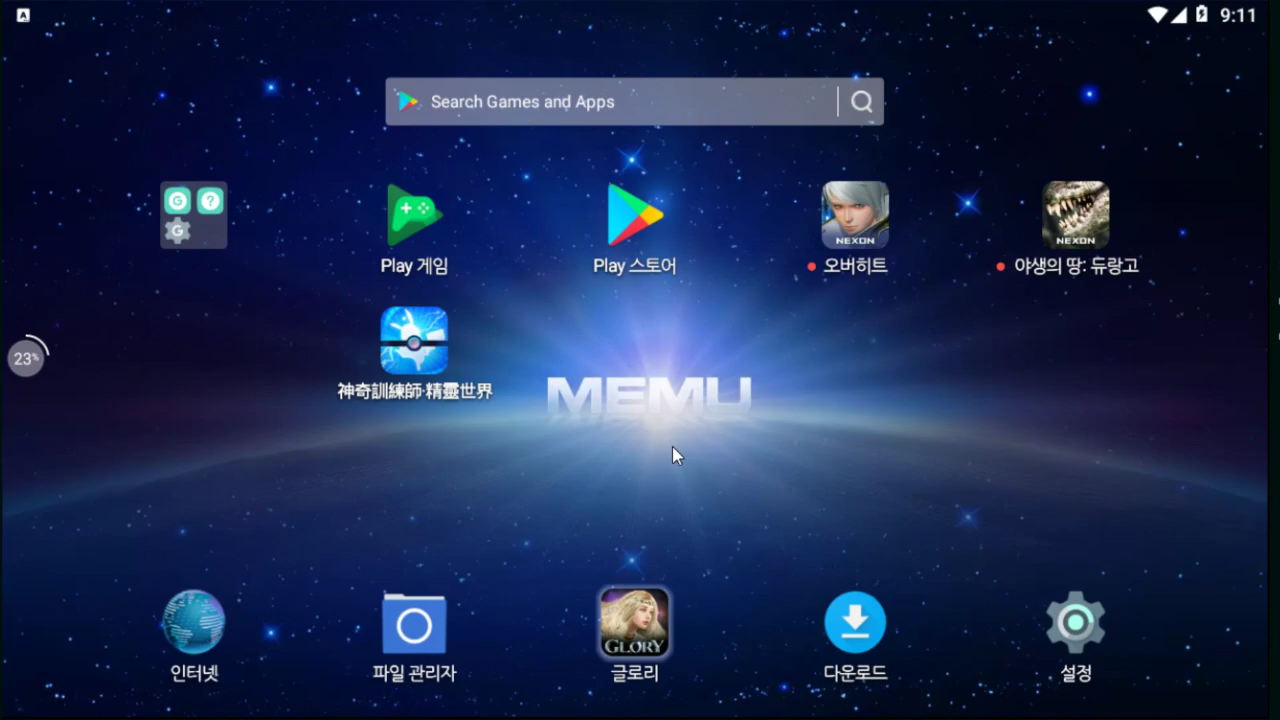 9:11
Search Games and Apps
G ?
G
Play 게임
Play 스토어
NEXON
오버히트
NEXON
야생의 땅: 듀랑고
23%
神奇訓練師·精靈世界
MEMU
인터넷
파일 관리자
GLORY
글로리
다운로드
설정